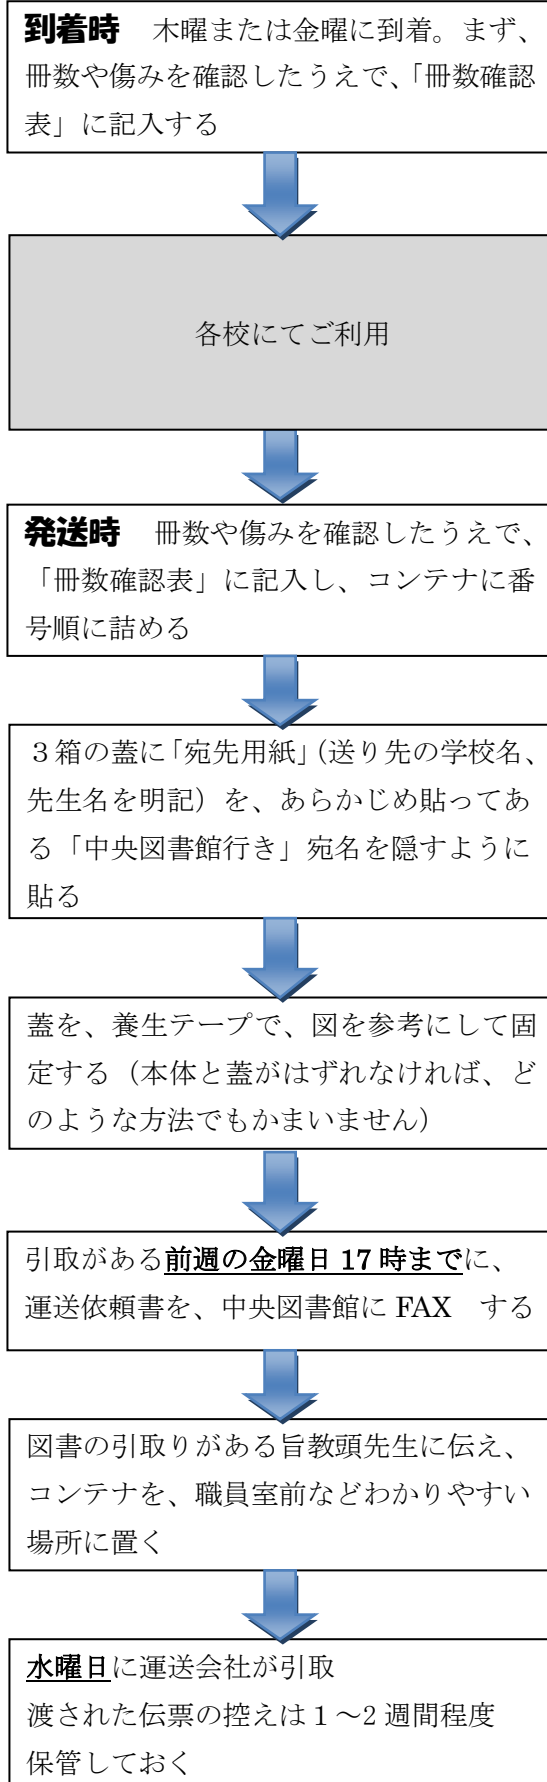 到着時　木曜または金曜に到着。まず、
冊数や傷みを確認したうえで、「冊数確認
表」に記入する
各校にてご利用
発送時　冊数や傷みを確認したうえで、
「冊数確認表」に記入し、コンテナに番
号順に詰める
３箱の蓋に「宛先用紙」（送り先の学校名、
先生名を明記）を、あらかじめ貼ってあ
る「中央図書館行き」宛名を隠すように
貼る
蓋を、養生テープで、図を参考にして固
定する（本体と蓋がはずれなければ、ど
のような方法でもかまいません）
引取がある前週の金曜日 17 時までに、
運送依頼書を、中央図書館に FAX　する
図書の引取りがある旨教頭先生に伝え、
コンテナを、職員室前などわかりやすい
場所に置く
水曜日に運送会社が引取
渡された伝票の控えは１～2 週間程度
保管しておく